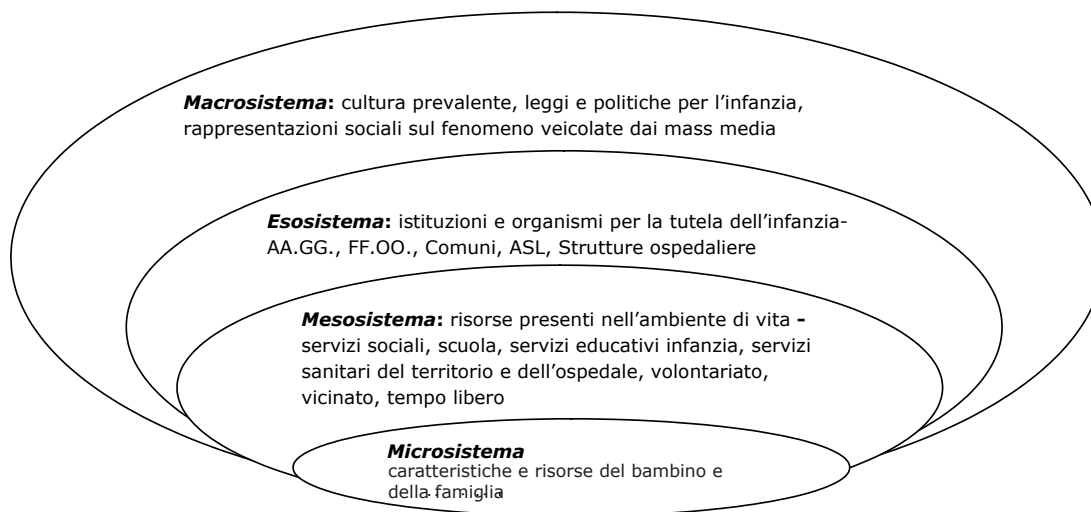 Macrosistema: cultura prevalente, leggi e politiche per l’infanzia,
rappresentazioni sociali sul fenomeno veicolate dai mass media
Esosistema: istituzioni e organismi per la tutela dell’infanzia-
AA.GG., FF.OO., Comuni, ASL, Strutture ospedaliere
Mesosistema: risorse presenti nell’ambiente di vita -
servizi sociali, scuola, servizi educativi infanzia, servizi
sanitari del territorio e dell’ospedale, volontariato,
vicinato, tempo libero
Microsistema
caratteristiche e risorse del bambino e
della famiglia